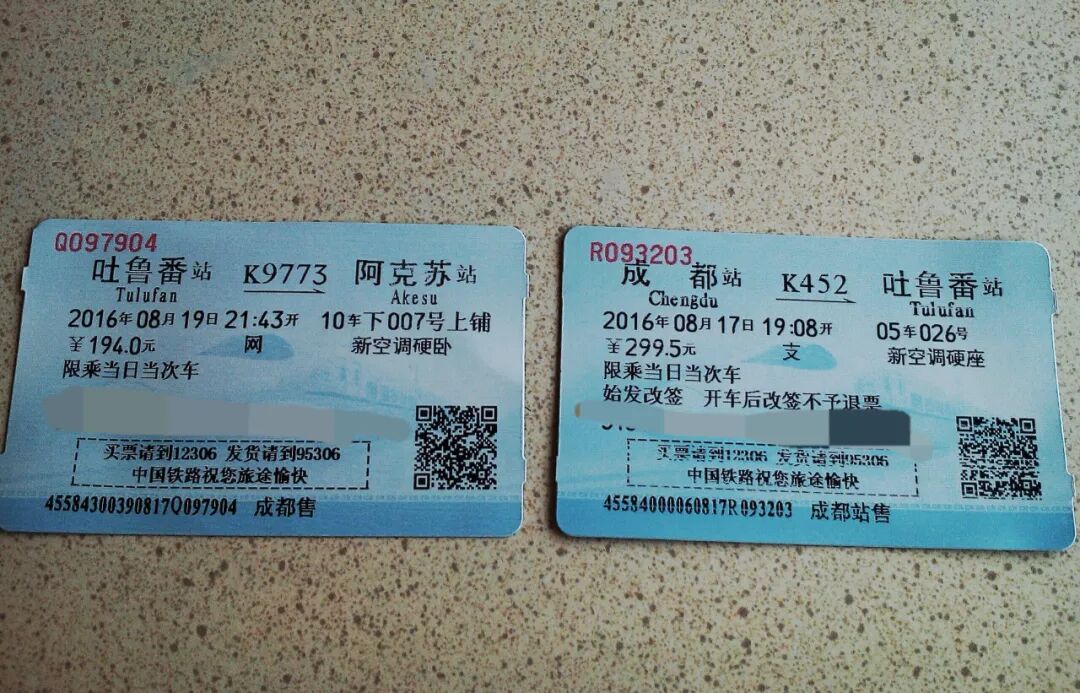 Q097904
吐鲁番站 K9773 阿克苏站
Tulufan Akesu
2016年08月19日21:43开 10车下007号上铺
￥194.0元 网 新空调硬卧
限乘当日当次车
买票请到12306 发货请到95306
中国铁路祝您旅途愉快
45584300390817Q097904 成都售
R093203
成都站 K452 吐鲁番站
Chengdu Tulufan
2016年08月17日19:08开 05车026号
￥299.5元 支 新空调硬座
限乘当日当次车
始发改签 开车后改签不予退票
买票请到12306 发货请到95306
中国铁路祝您旅途愉快
45584000060817R093203 成都站售